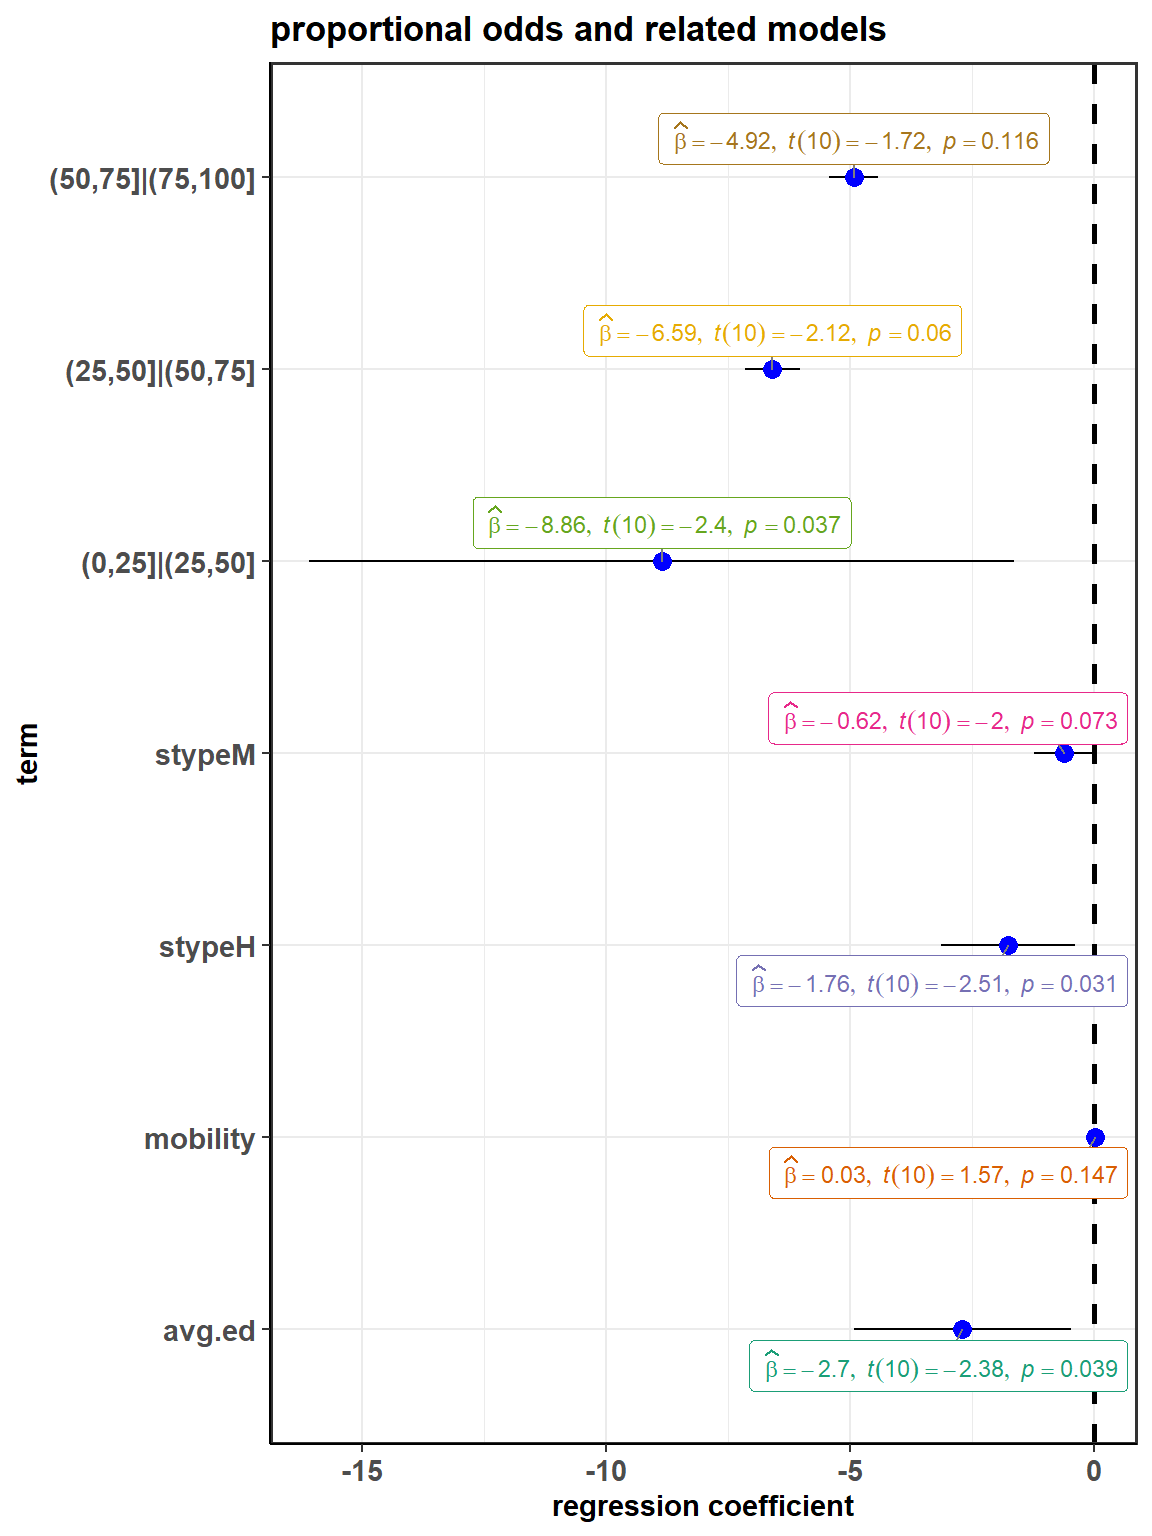 proportional odds and related models
(50,75]|(75,100]
β̂ = −4.92, t(10) = −1.72, p = 0.116
(25,50]|(50,75]
β̂ = −6.59, t(10) = −2.12, p = 0.06
(0,25]|(25,50]
β̂ = −8.86, t(10) = −2.4, p = 0.037
stypeM
β̂ = −0.62, t(10) = −2, p = 0.073
stypeH
β̂ = −1.76, t(10) = −2.51, p = 0.031
mobility
β̂ = 0.03, t(10) = 1.57, p = 0.147
avg.ed
β̂ = −2.7, t(10) = −2.38, p = 0.039
term
-15 -10 -5 0
regression coefficient